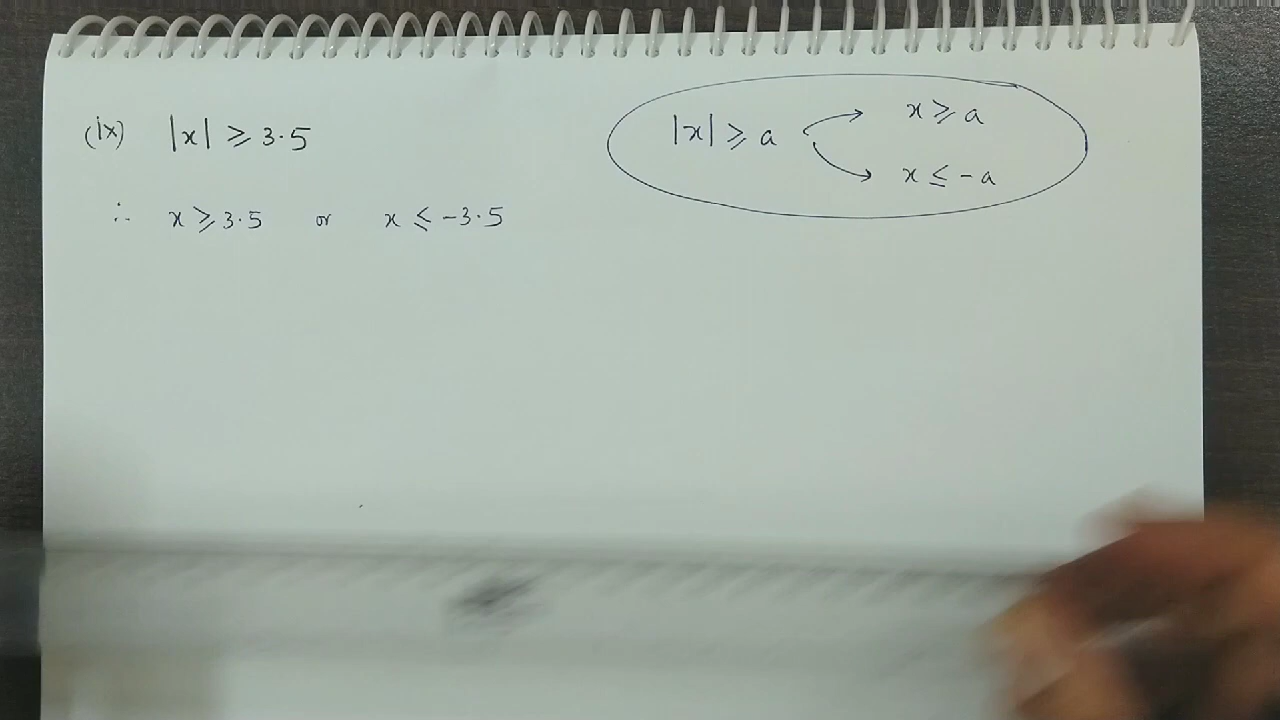 (ix) |x| ⩾ 3·5
∴ x ⩾ 3·5 or x ≤ -3·5
|x| ⩾ a → x ⩾ a
→ x ≤ -a